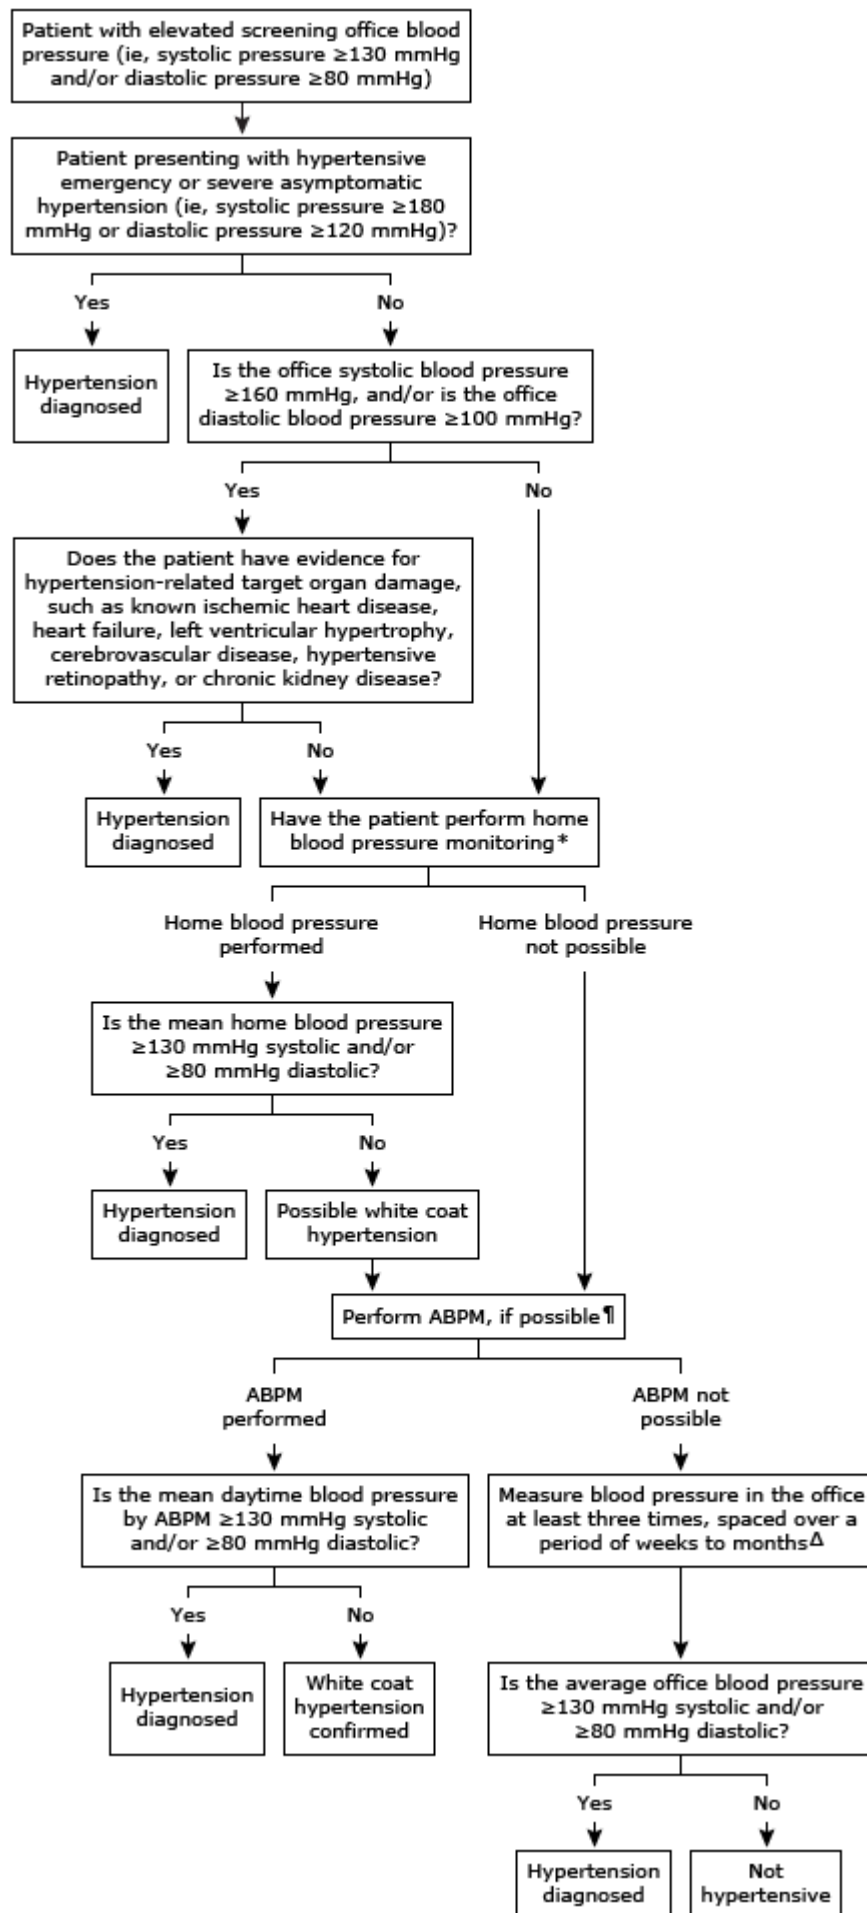 Patient with elevated screening office blood
pressure (ie, systolic pressure ≥130 mmHg
and/or diastolic pressure ≥80 mmHg)
Patient presenting with hypertensive
emergency or severe asymptomatic
hypertension (ie, systolic pressure ≥180
mmHg or diastolic pressure ≥120 mmHg)?
Yes
No
Hypertension
diagnosed
Is the office systolic blood pressure
≥160 mmHg, and/or is the office
diastolic blood pressure ≥100 mmHg?
Yes
No
Does the patient have evidence for
hypertension-related target organ damage,
such as known ischemic heart disease,
heart failure, left ventricular hypertrophy,
cerebrovascular disease, hypertensive
retinopathy, or chronic kidney disease?
Yes
No
Hypertension
diagnosed
Have the patient perform home
blood pressure monitoring*
Home blood pressure
performed
Home blood pressure
not possible
Is the mean home blood pressure
≥130 mmHg systolic and/or
≥80 mmHg diastolic?
Yes
No
Hypertension
diagnosed
Possible white coat
hypertension
Perform ABPM, if possible¶
ABPM
performed
ABPM not
possible
Is the mean daytime blood pressure
by ABPM ≥130 mmHg systolic
and/or ≥80 mmHg diastolic?
Measure blood pressure in the office
at least three times, spaced over a
period of weeks to monthsΔ
Yes
No
Hypertension
diagnosed
White coat
hypertension
confirmed
Is the average office blood pressure
≥130 mmHg systolic and/or
≥80 mmHg diastolic?
Yes
No
Hypertension
diagnosed
Not
hypertensive